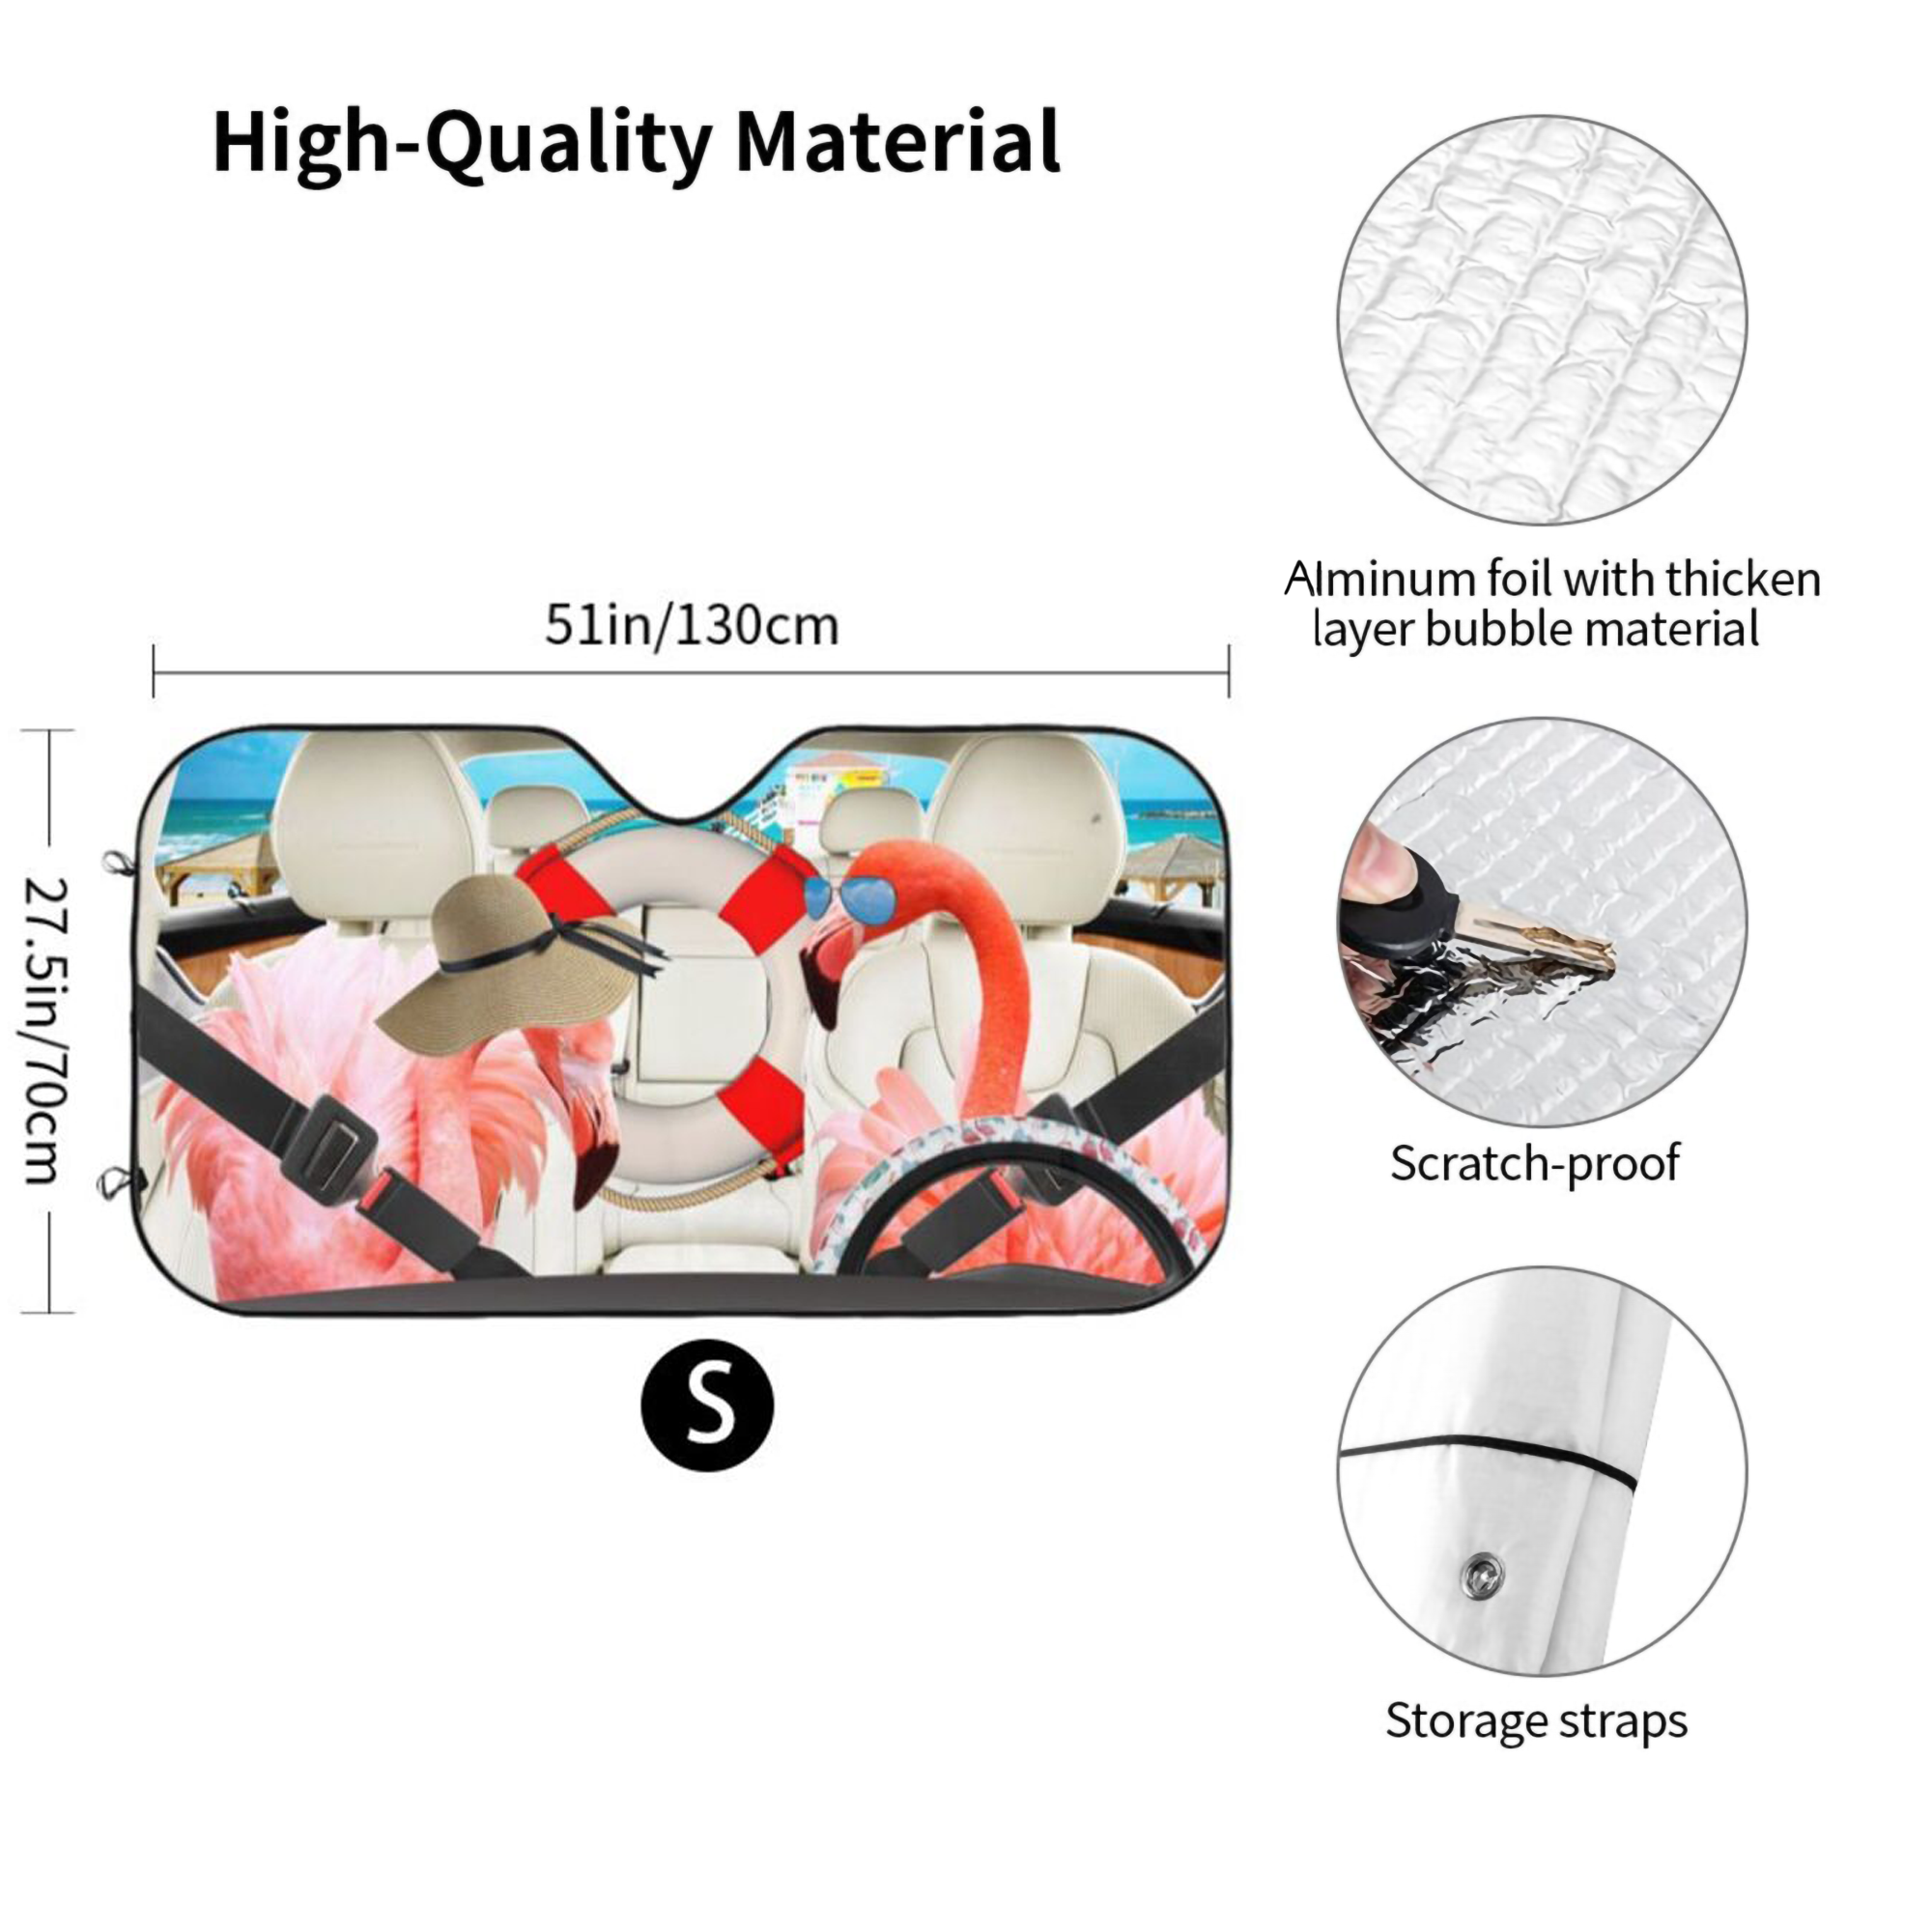 High-Quality Material
51in/130cm
27.5in/70cm
S
Alminum foil with thicken
layer bubble material
Scratch-proof
Storage straps